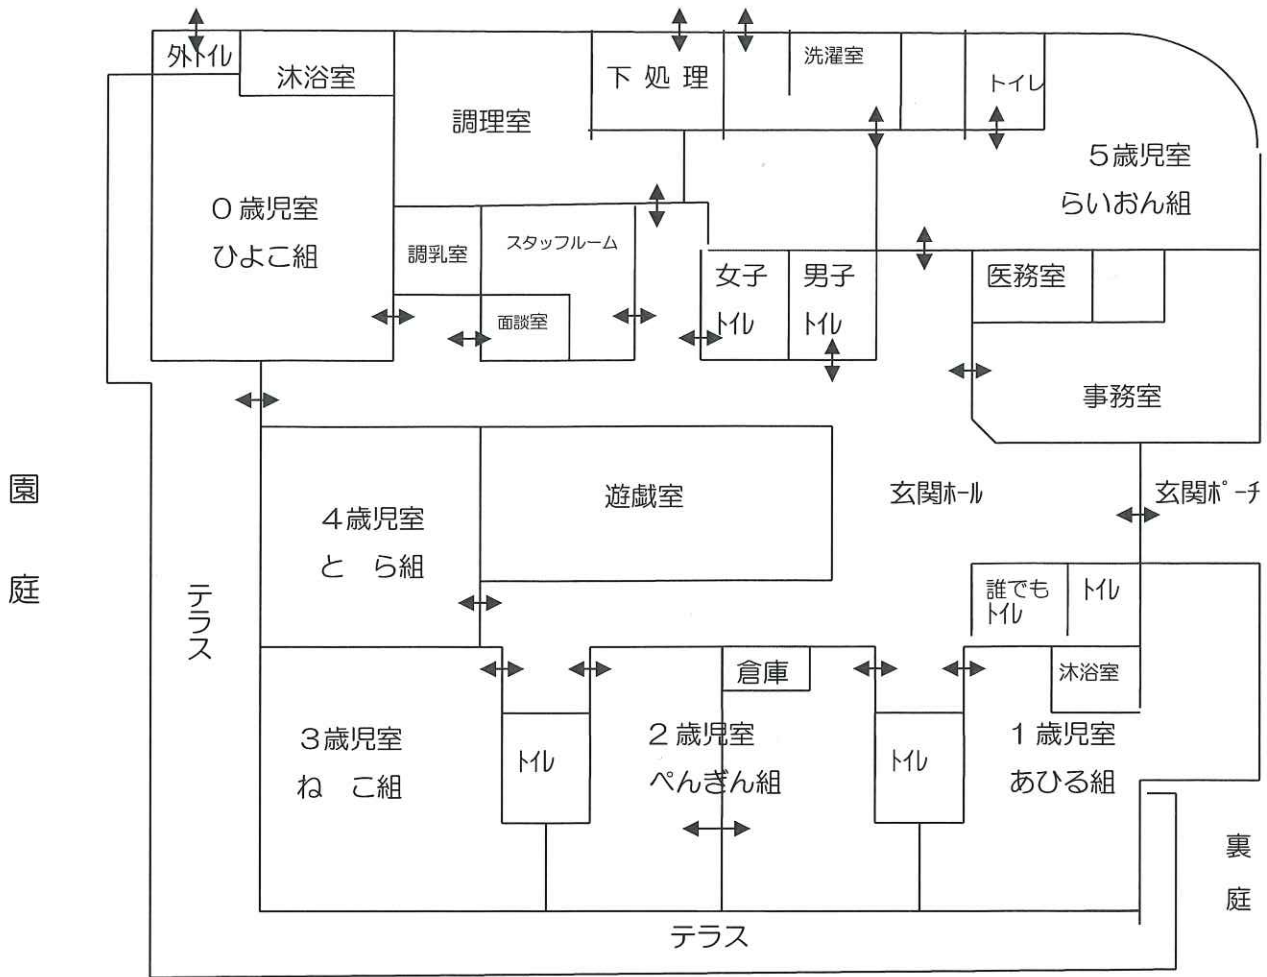 外トイレ
沐浴室
調理室
下処理
洗濯室
トイレ
5歳児室
らいおん組
0歳児室
ひよこ組
調乳室
スタッフルーム
面談室
女子
トイレ
男子
トイレ
医務室
事務室
園庭
4歳児室
とら組
遊戯室
玄関ホール
玄関ポーチ
テラス
誰でも
トイレ
トイレ
3歳児室
ねこ組
トイレ
倉庫
2歳児室
ぺんぎん組
トイレ
沐浴室
1歳児室
あひる組
裏庭
テラス